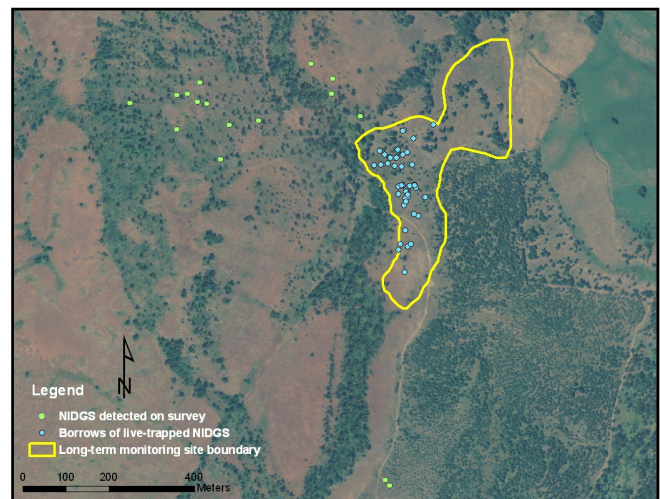 N
Legend
NIDGS detected on survey
Borrows of live-trapped NIDGS
Long-term monitoring site boundary
0 100 200 400
Meters